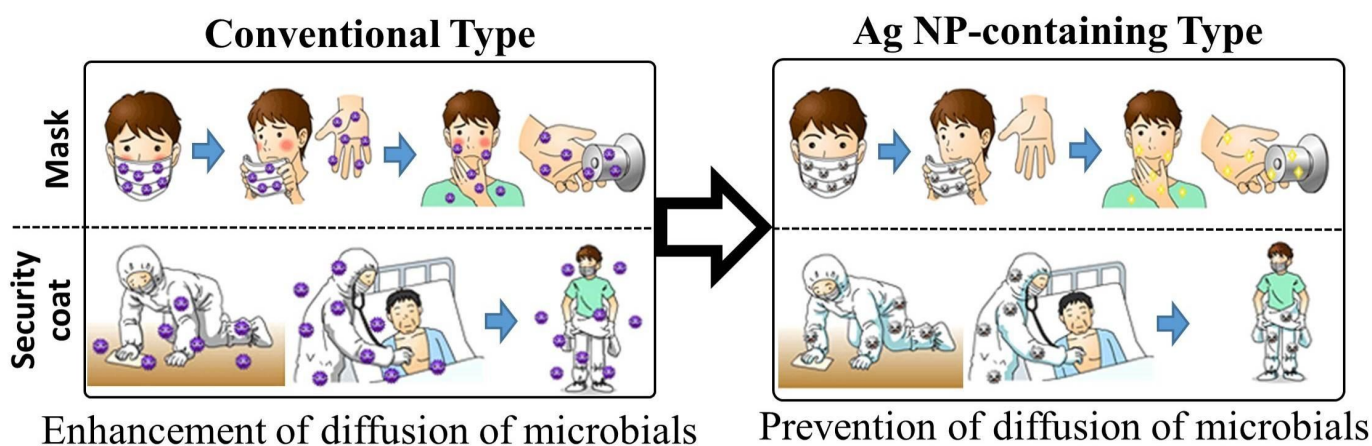 Conventional Type
Ag NP-containing Type
Mask
Security
coat
Enhancement of diffusion of microbials
Prevention of diffusion of microbials